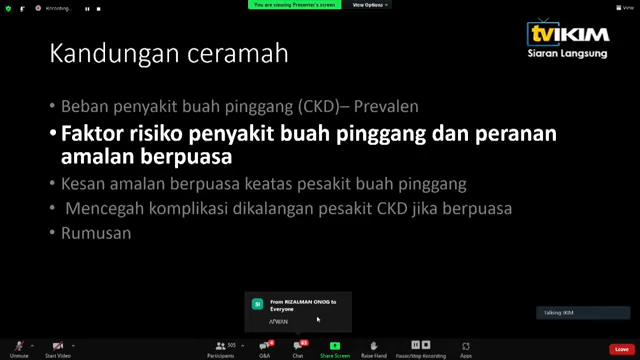 Recording...
You are viewing Presenter's screen
View Options
View
tvIKIM
Siaran Langsung
Kandungan ceramah
• Beban penyakit buah pinggang (CKD)– Prevalen
• Faktor risiko penyakit buah pinggang dan peranan
amalan berpuasa
• Kesan amalan berpuasa keatas pesakit buah pinggang
• Mencegah komplikasi dikalangan pesakit CKD jika berpuasa
• Rumusan
From RIZALMAN ONOG to
Everyone
AfWAN
Talking: IKIM
Unmute
Start Video
505
Participants
Q&A
Chat
Share Screen
Raise Hand
Pause/Stop Recording
Apps
Leave